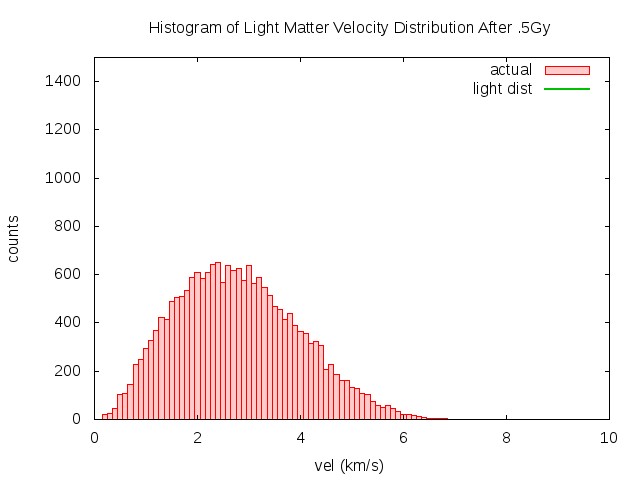 Histogram of Light Matter Velocity Distribution After .5Gy
actual
light dist
1400
1200
1000
800
600
400
200
0
counts
0 2 4 6 8 10
vel (km/s)